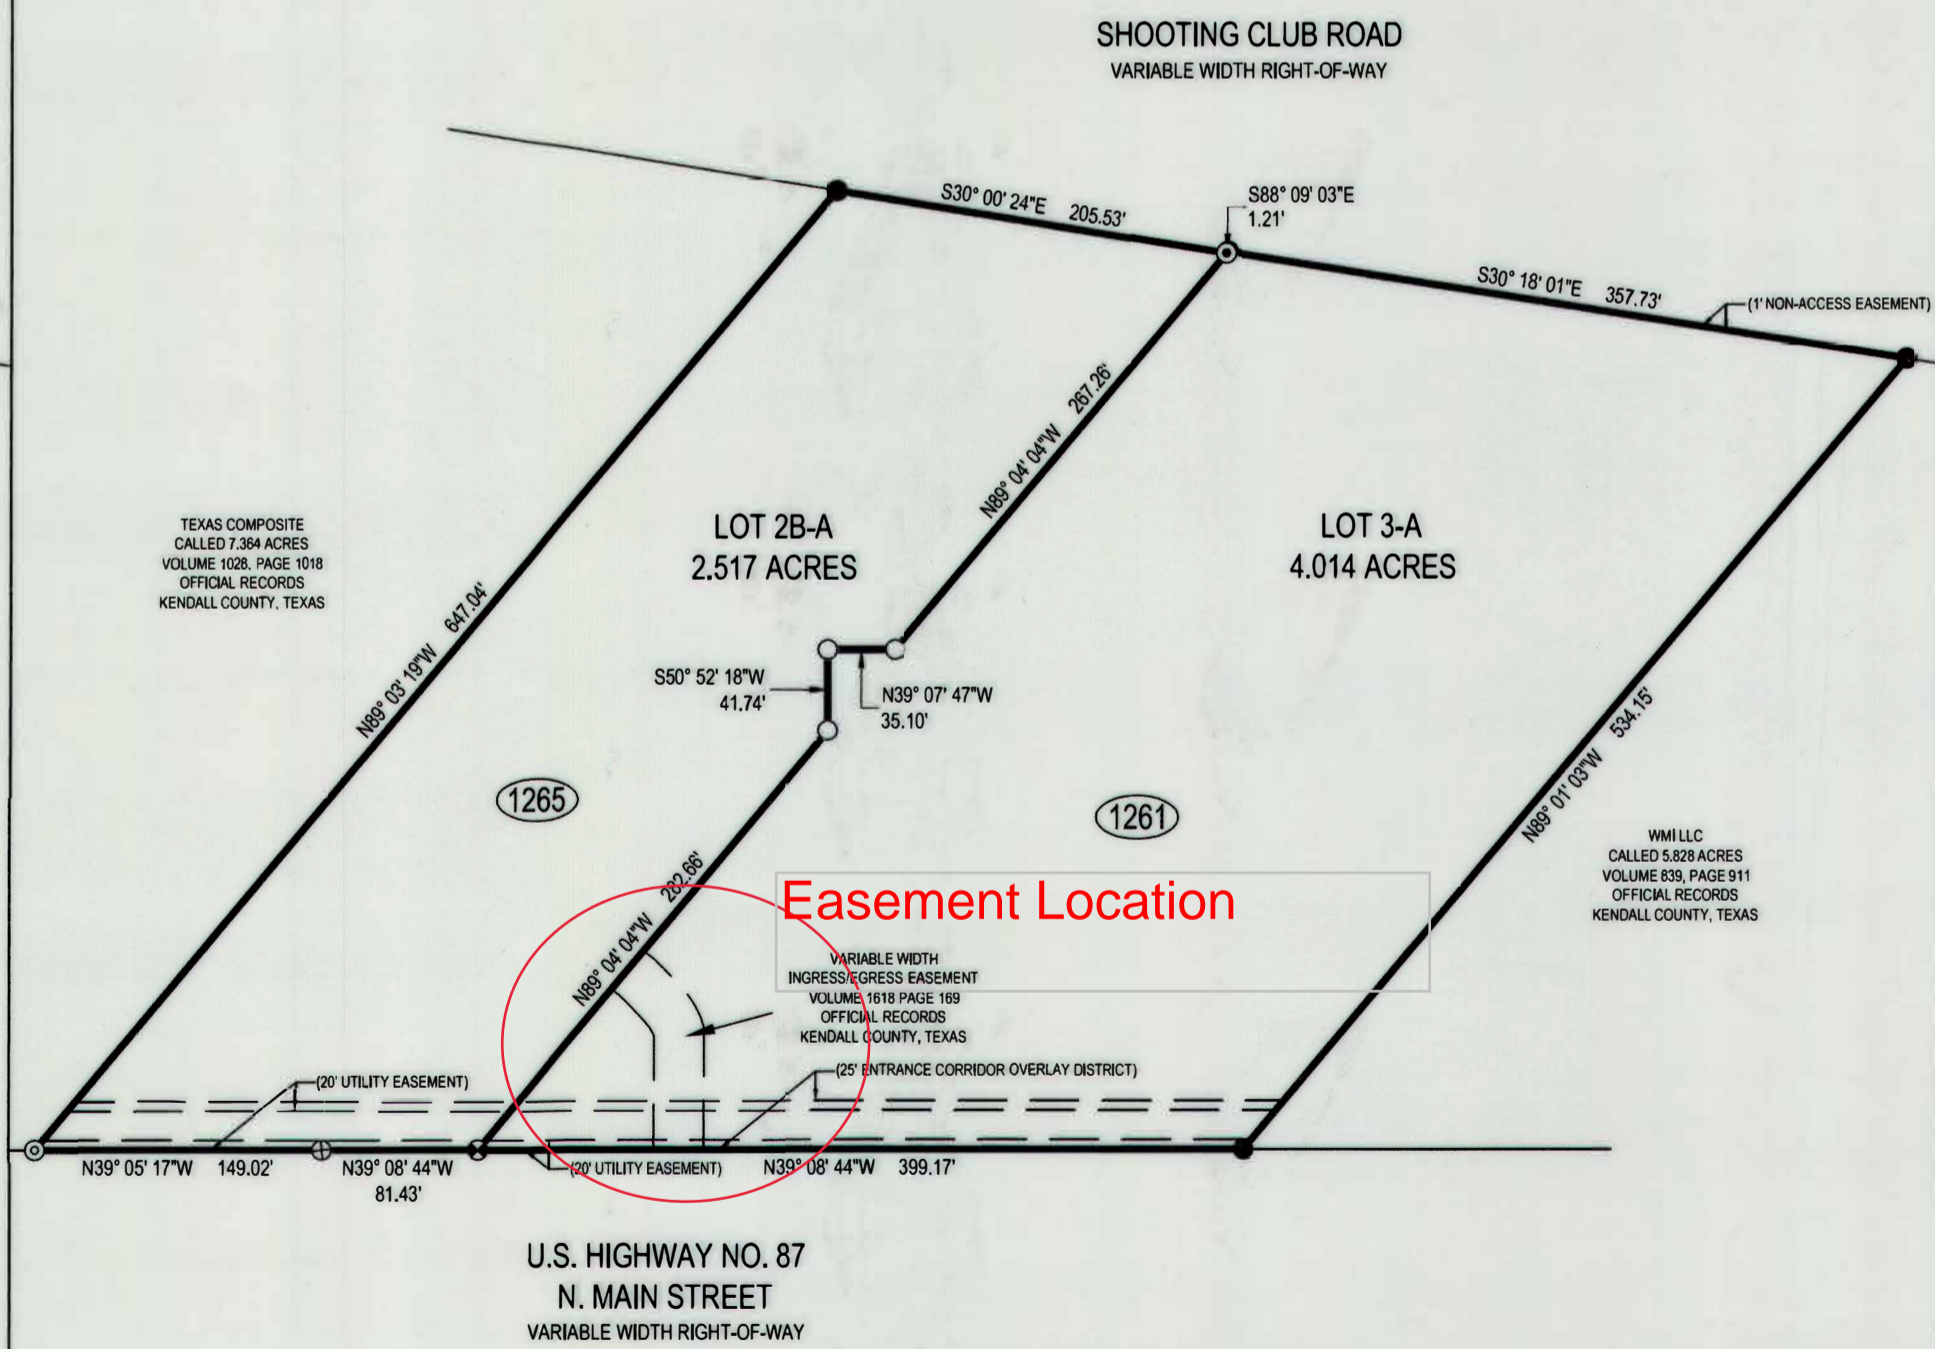 SHOOTING CLUB ROAD
VARIABLE WIDTH RIGHT-OF-WAY
S30° 00' 24"E 205.53'
S88° 09' 03"E
1.21'
S30° 18' 01"E 357.73'
(1' NON-ACCESS EASEMENT)
N89° 04' 04"W 267.26'
TEXAS COMPOSITE
CALLED 7.364 ACRES
VOLUME 1028, PAGE 1018
OFFICIAL RECORDS
KENDALL COUNTY, TEXAS
LOT 2B-A
2.517 ACRES
LOT 3-A
4.014 ACRES
N89° 03' 19"W 647.04'
S50° 52' 18"W
41.74'
N39° 07' 47"W
35.10'
N89° 01' 03"W 534.15'
1265
1261
WMI LLC
CALLED 5.828 ACRES
VOLUME 839, PAGE 911
OFFICIAL RECORDS
KENDALL COUNTY, TEXAS
N89° 04' 04"W 282.66'
Easement Location
VARIABLE WIDTH
INGRESS/EGRESS EASEMENT
VOLUME 1618 PAGE 169
OFFICIAL RECORDS
KENDALL COUNTY, TEXAS
(20' UTILITY EASEMENT)
(25' ENTRANCE CORRIDOR OVERLAY DISTRICT)
N39° 05' 17"W 149.02'
N39° 08' 44"W
81.43'
(20' UTILITY EASEMENT)
N39° 08' 44"W 399.17'
U.S. HIGHWAY NO. 87
N. MAIN STREET
VARIABLE WIDTH RIGHT-OF-WAY